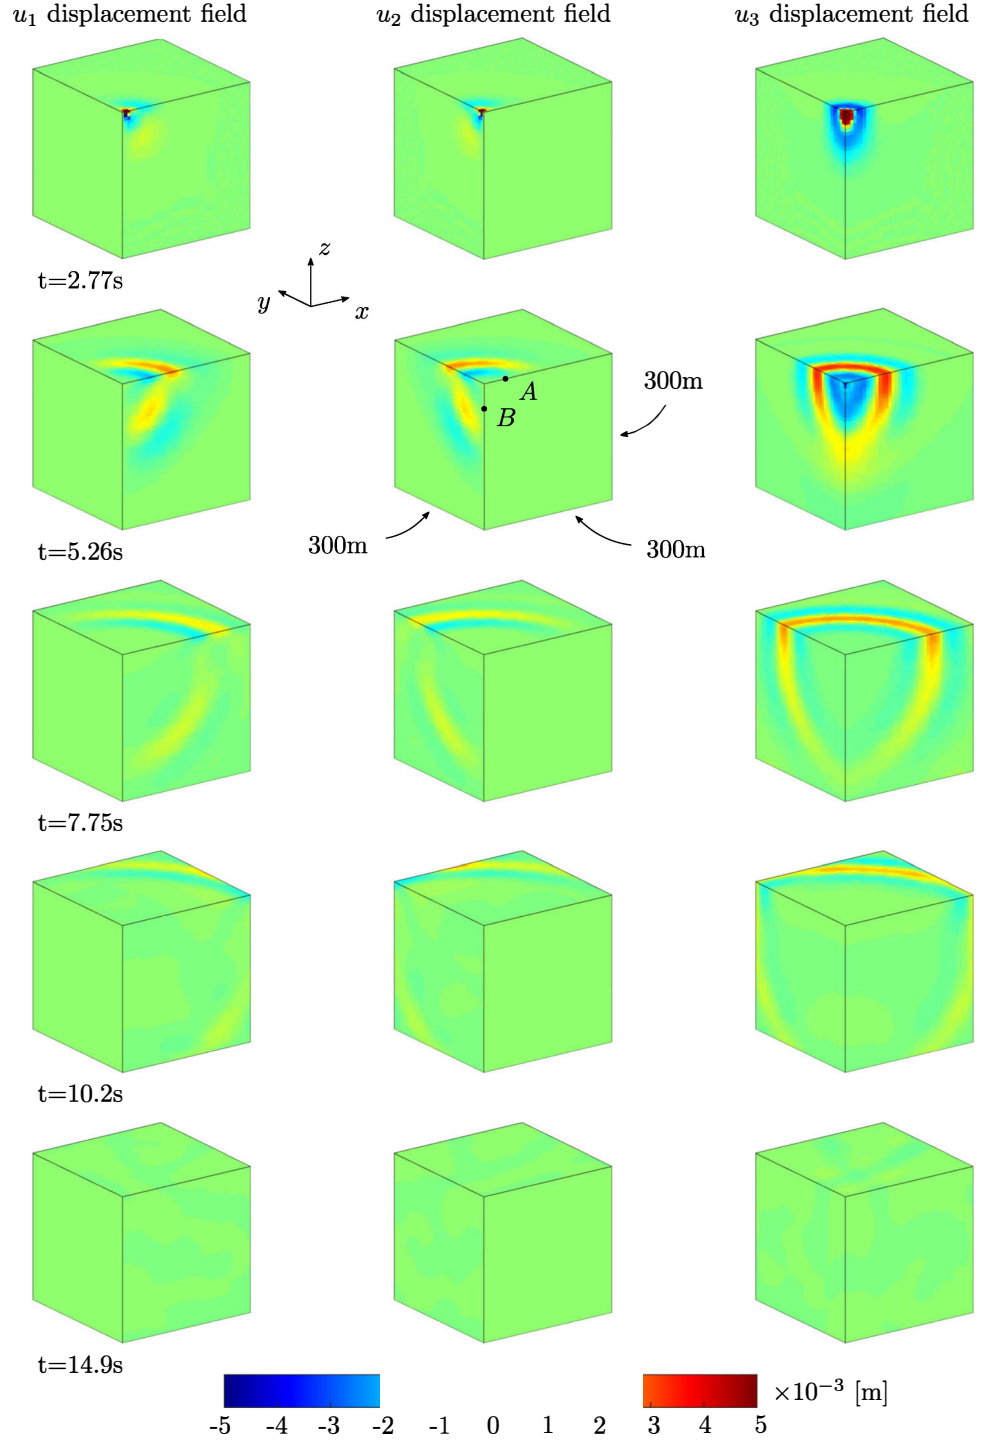 u₁ displacement field
u₂ displacement field
u₃ displacement field
t=2.77s
z
y
x
t=5.26s
A
B
300m
300m
300m
t=7.75s
t=10.2s
t=14.9s
-5 -4 -3 -2 -1 0 1 2 3 4 5
×10⁻³ [m]